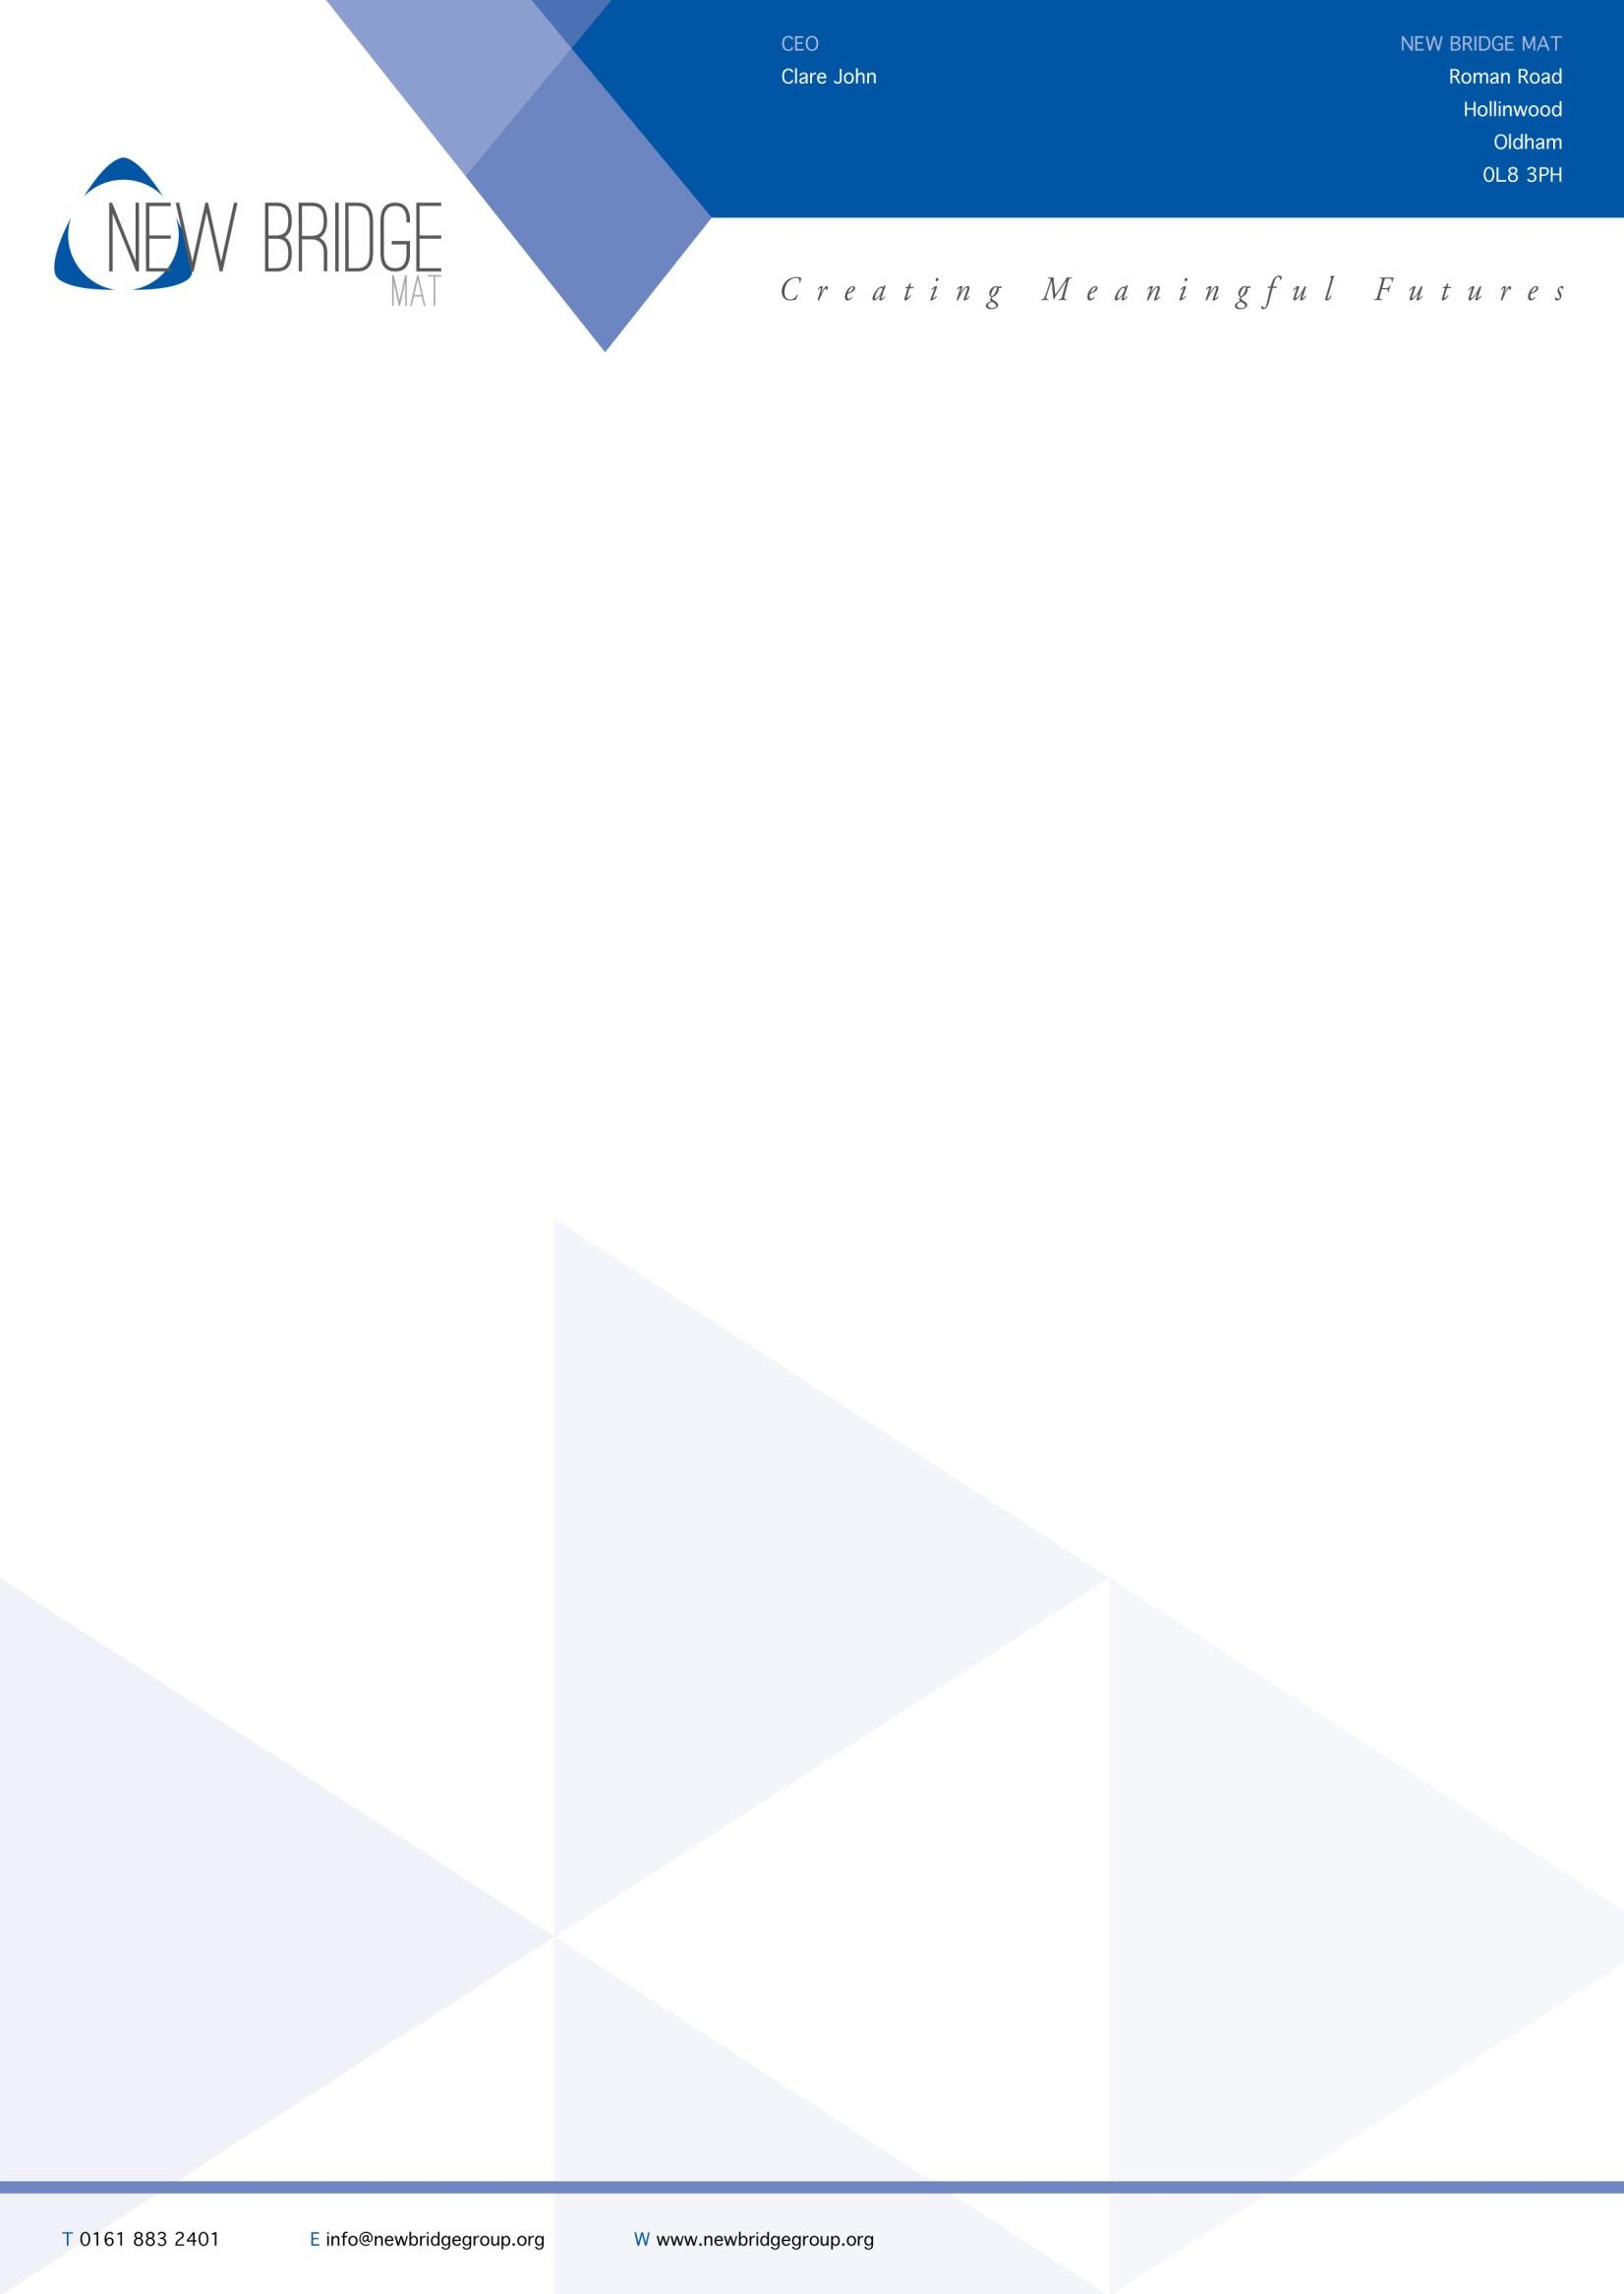 CEO
Clare John
NEW BRIDGE MAT
Roman Road
Hollinwood
Oldham
0L8 3PH
NEW BRIDGE
MAT
Creating Meaningful Futures
T 0161 883 2401 E info@newbridgegroup.org W www.newbridgegroup.org